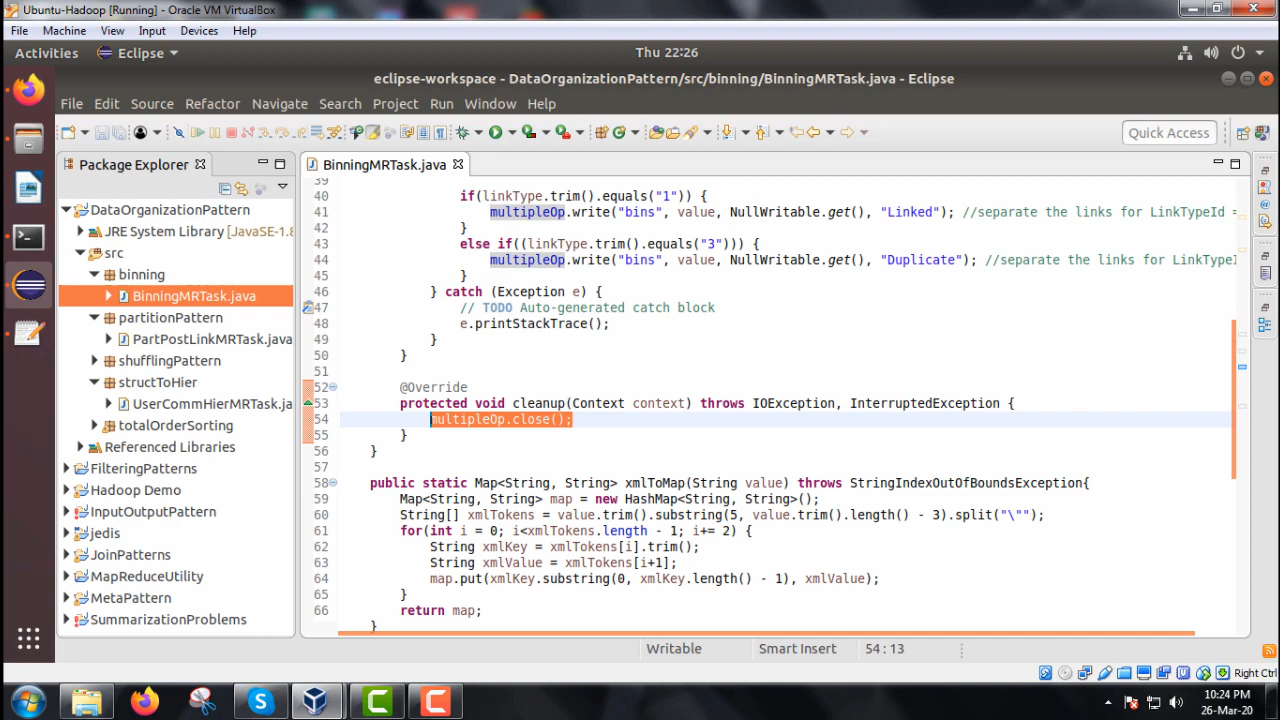 Ubuntu-Hadoop [Running] - Oracle VM VirtualBox
File Machine View Input Devices Help
Activities Eclipse Thu 22:26
eclipse-workspace - DataOrganizationPattern/src/binning/BinningMRTask.java - Eclipse
File Edit Source Refactor Navigate Search Project Run Window Help
Quick Access
Package Explorer
BinningMRTask.java
DataOrganizationPattern
JRE System Library [JavaSE-1.8
src
binning
BinningMRTask.java
partitionPattern
PartPostLinkMRTask.java
shufflingPattern
structToHier
UserCommHierMRTask.ja
totalOrderSorting
Referenced Libraries
FilteringPatterns
Hadoop Demo
InputOutputPattern
jedis
JoinPatterns
MapReduceUtility
MetaPattern
SummarizationProblems
39
40 if(linkType.trim().equals("1")) {
41 multipleOp.write("bins", value, NullWritable.get(), "Linked"); //separate the links for LinkTypeId =
42 }
43 else if((linkType.trim().equals("3"))) {
44 multipleOp.write("bins", value, NullWritable.get(), "Duplicate"); //separate the links for LinkTypeI
45 }
46 } catch (Exception e) {
47 // TODO Auto-generated catch block
48 e.printStackTrace();
49 }
50 }
51
52 @Override
53 protected void cleanup(Context context) throws IOException, InterruptedException {
54 multipleOp.close();
55 }
56 }
57
58 public static Map<String, String> xmlToMap(String value) throws StringIndexOutOfBoundsException{
59 Map<String, String> map = new HashMap<String, String>();
60 String[] xmlTokens = value.trim().substring(5, value.trim().length() - 3).split("\"");
61 for(int i = 0; i<xmlTokens.length - 1; i+= 2) {
62 String xmlKey = xmlTokens[i].trim();
63 String xmlValue = xmlTokens[i+1];
64 map.put(xmlKey.substring(0, xmlKey.length() - 1), xmlValue);
65 }
66 return map;
}
Writable Smart Insert 54 : 13
Right Ctrl
10:24 PM
26-Mar-20